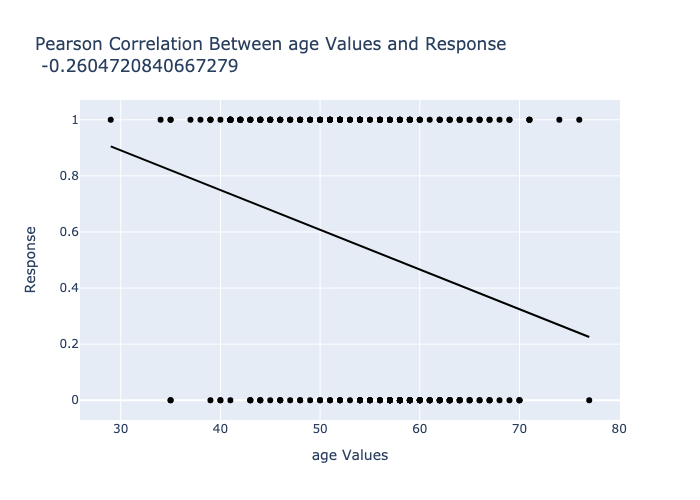 Pearson Correlation Between age Values and Response
-0.2604720840667279
1
0.8
0.6
0.4
0.2
0
Response
30 40 50 60 70 80
age Values